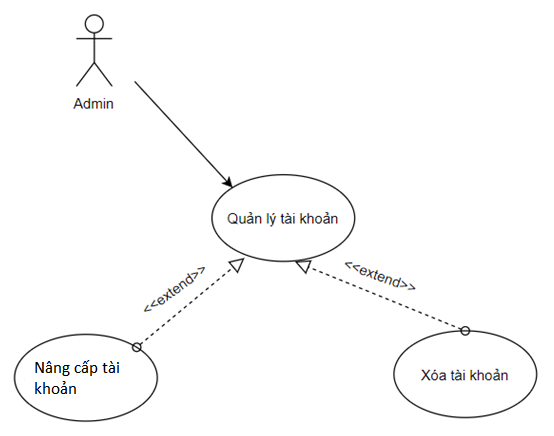 Admin
Quản lý tài khoản
<<extend>>
<<extend>>
Nâng cấp tài
khoản
Xóa tài khoản